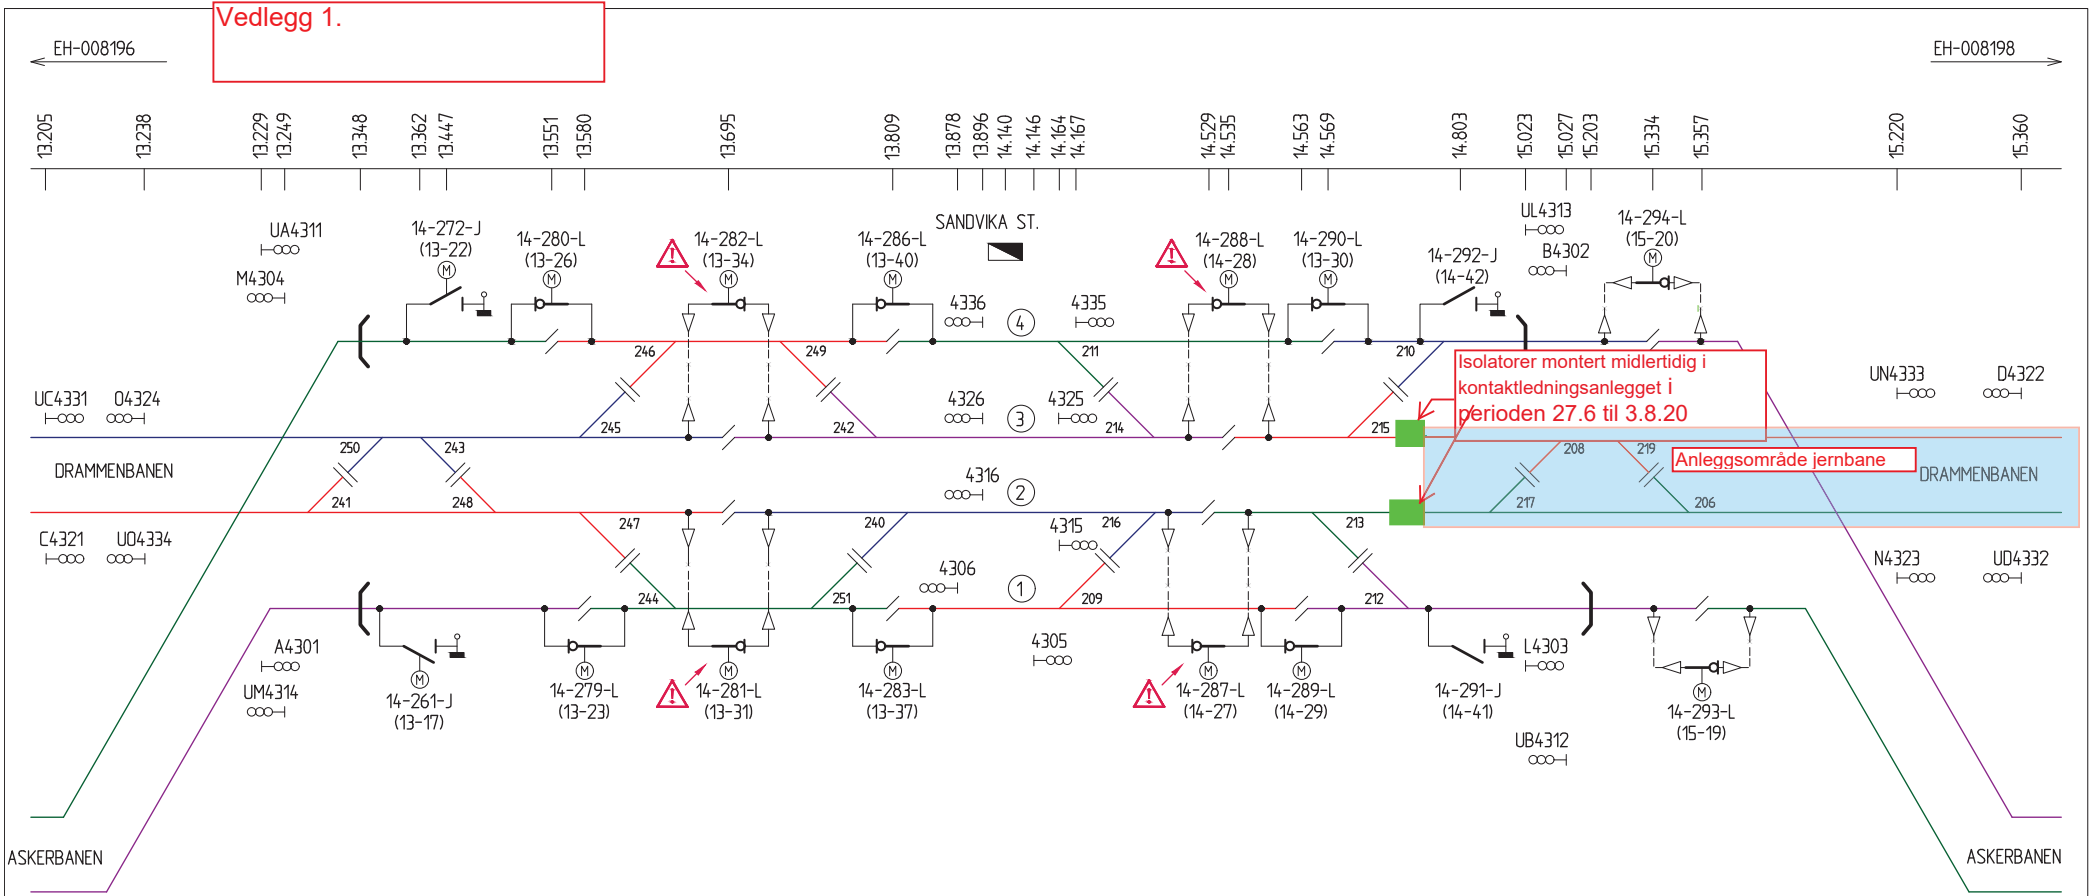 Vedlegg 1.
EH-008196
EH-008198
13.205 13.238 13.229 13.249 13.348 13.362 13.447 13.551 13.580 13.695 13.809 13.878 13.896 14.140 14.146 14.164 14.167 14.529 14.535 14.563 14.569 14.803 15.023 15.027 15.203 15.334 15.357 15.220 15.360
UA4311
M4304
14-272-J
(13-22)
M
14-280-L
(13-26)
M
14-282-L
(13-34)
M
14-286-L
(13-40)
M
SANDVIKA ST.
14-288-L
(14-28)
M
14-290-L
(13-30)
M
14-292-J
(14-42)
UL4313
B4302
14-294-L
(15-20)
M
4336
4
4335
246
249
211
210
Isolatorer montert midlertidig i
kontaktledningsanlegget i
perioden 27.6 til 3.8.20
UC4331
O4324
4326
3
4325
UN4333
D4322
245
242
214
215
250
243
208
219
DRAMMENBANEN
Anleggsområde jernbane
DRAMMENBANEN
4316
2
241
248
217
206
247
240
4315
216
213
C4321
UO4334
4306
1
N4323
UD4332
244
251
209
212
A4301
UM4314
M
14-261-J
(13-17)
M
14-279-L
(13-23)
M
14-281-L
(13-31)
M
14-283-L
(13-37)
4305
M
14-287-L
(14-27)
M
14-289-L
(14-29)
14-291-J
(14-41)
L4303
UB4312
M
14-293-L
(15-19)
ASKERBANEN
ASKERBANEN